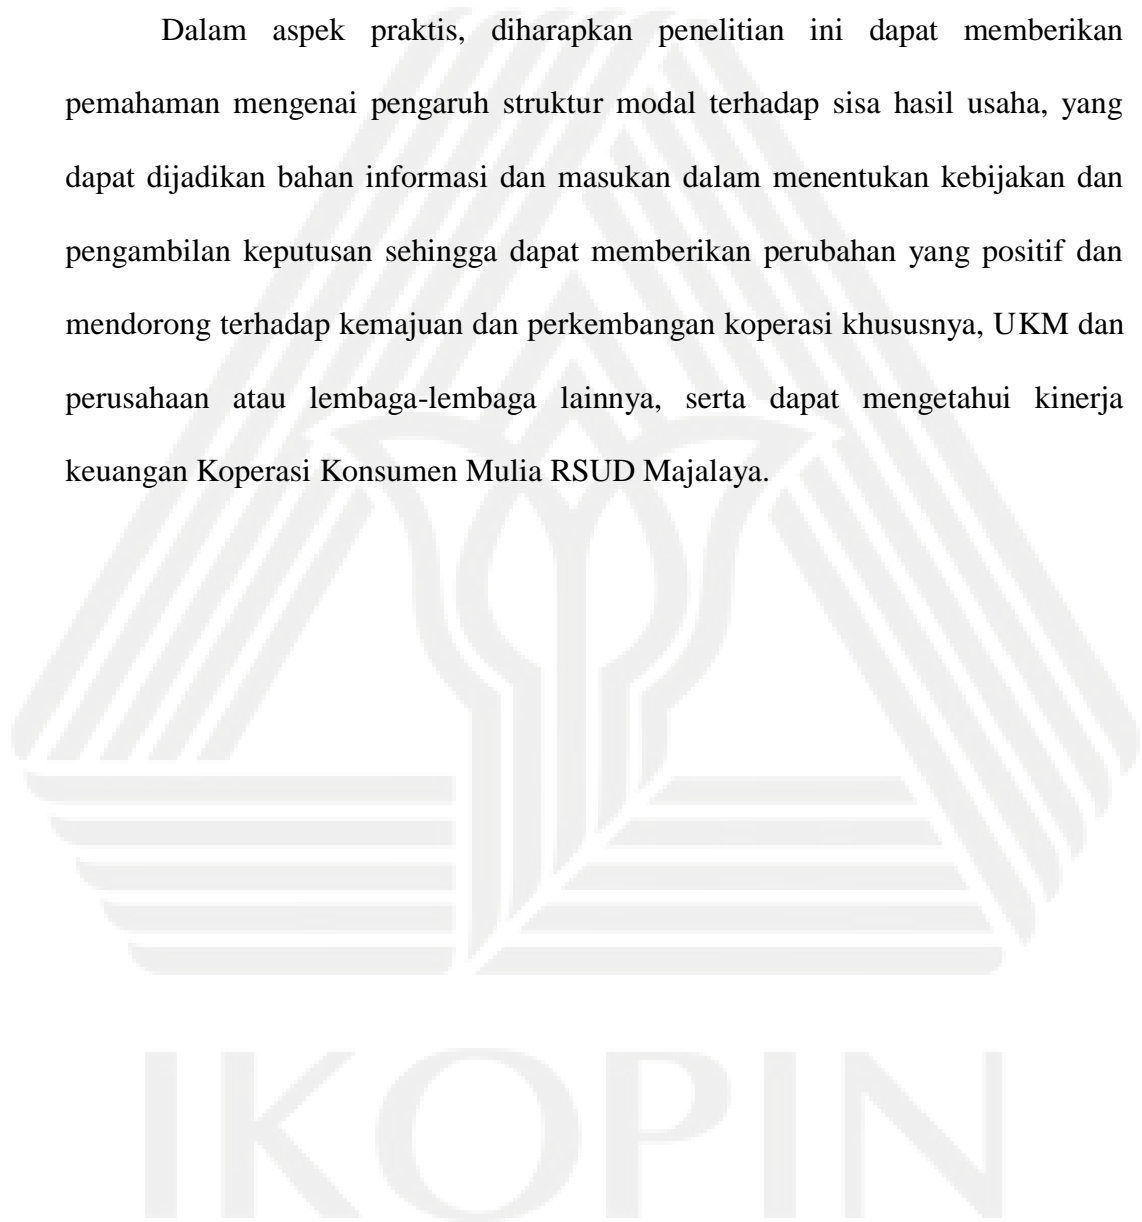 Dalam aspek praktis, diharapkan penelitian ini dapat memberikan
pemahaman mengenai pengaruh struktur modal terhadap sisa hasil usaha, yang
dapat dijadikan bahan informasi dan masukan dalam menentukan kebijakan dan
pengambilan keputusan sehingga dapat memberikan perubahan yang positif dan
mendorong terhadap kemajuan dan perkembangan koperasi khususnya, UKM dan
perusahaan atau lembaga-lembaga lainnya, serta dapat mengetahui kinerja
keuangan Koperasi Konsumen Mulia RSUD Majalaya.
IKOPIN